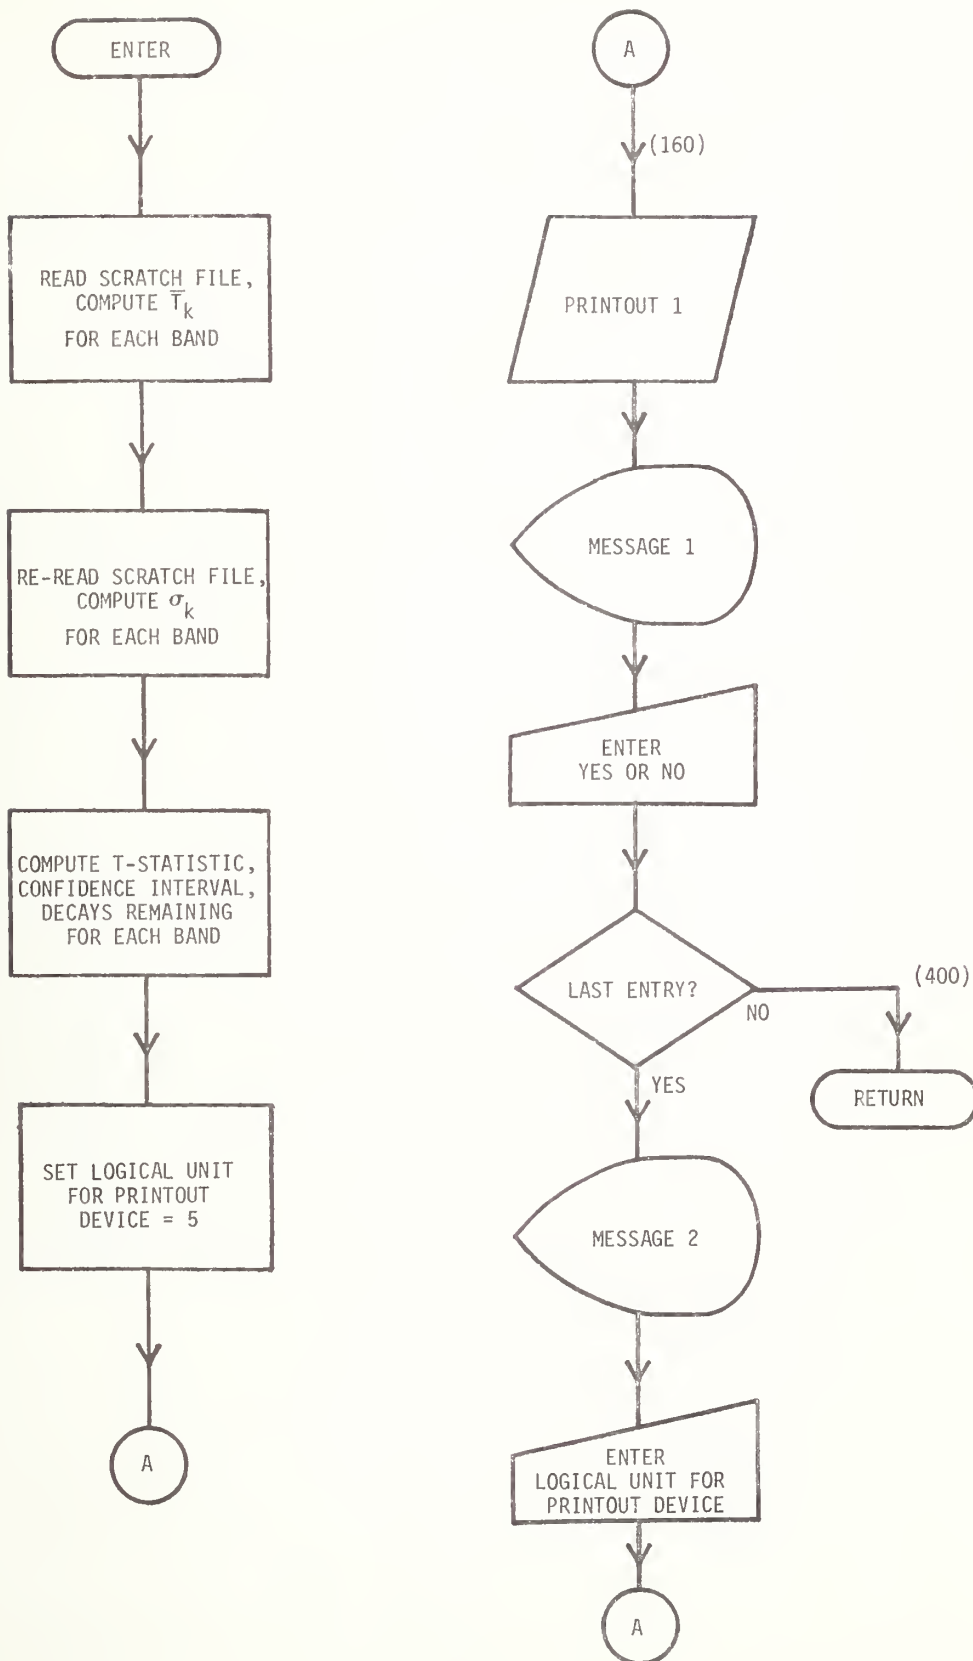 ENTER
READ SCRATCH FILE,
COMPUTE T̅k
FOR EACH BAND
RE-READ SCRATCH FILE,
COMPUTE σk
FOR EACH BAND
COMPUTE T-STATISTIC,
CONFIDENCE INTERVAL,
DECAYS REMAINING
FOR EACH BAND
SET LOGICAL UNIT
FOR PRINTOUT
DEVICE = 5
A
A
(160)
PRINTOUT 1
MESSAGE 1
ENTER
YES OR NO
LAST ENTRY?
NO
(400)
RETURN
YES
MESSAGE 2
ENTER
LOGICAL UNIT FOR
PRINTOUT DEVICE
A